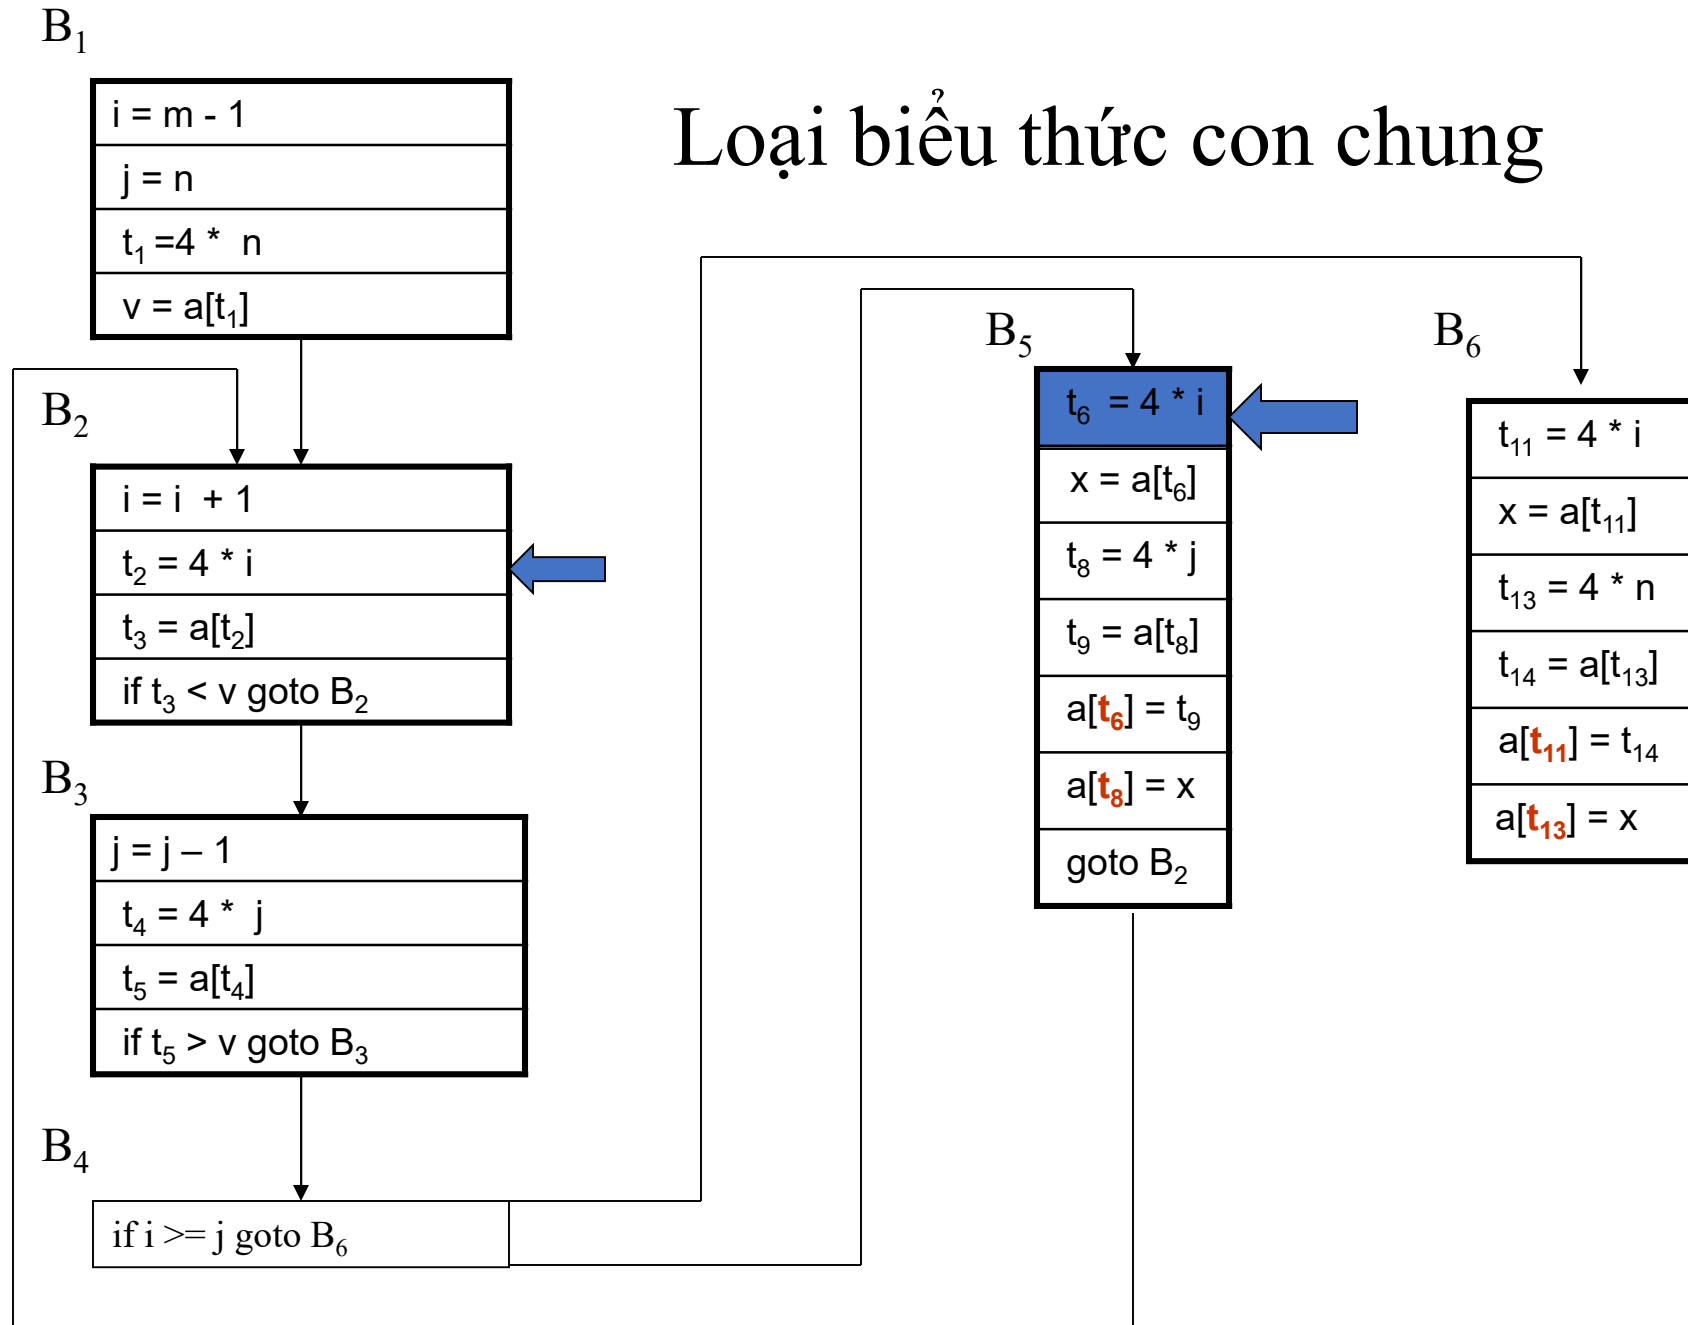 B₁
i = m - 1
j = n
t₁ =4 * n
v = a[t₁]
Loại biểu thức con chung
B₂
i = i + 1
t₂ = 4 * i
t₃ = a[t₂]
if t₃ < v goto B₂
B₃
j = j – 1
t₄ = 4 * j
t₅ = a[t₄]
if t₅ > v goto B₃
B₄
if i >= j goto B₆
B₅
t₆ = 4 * i
x = a[t₆]
t₈ = 4 * j
t₉ = a[t₈]
a[t₆] = t₉
a[t₈] = x
goto B₂
B₆
t₁₁ = 4 * i
x = a[t₁₁]
t₁₃ = 4 * n
t₁₄ = a[t₁₃]
a[t₁₁] = t₁₄
a[t₁₃] = x